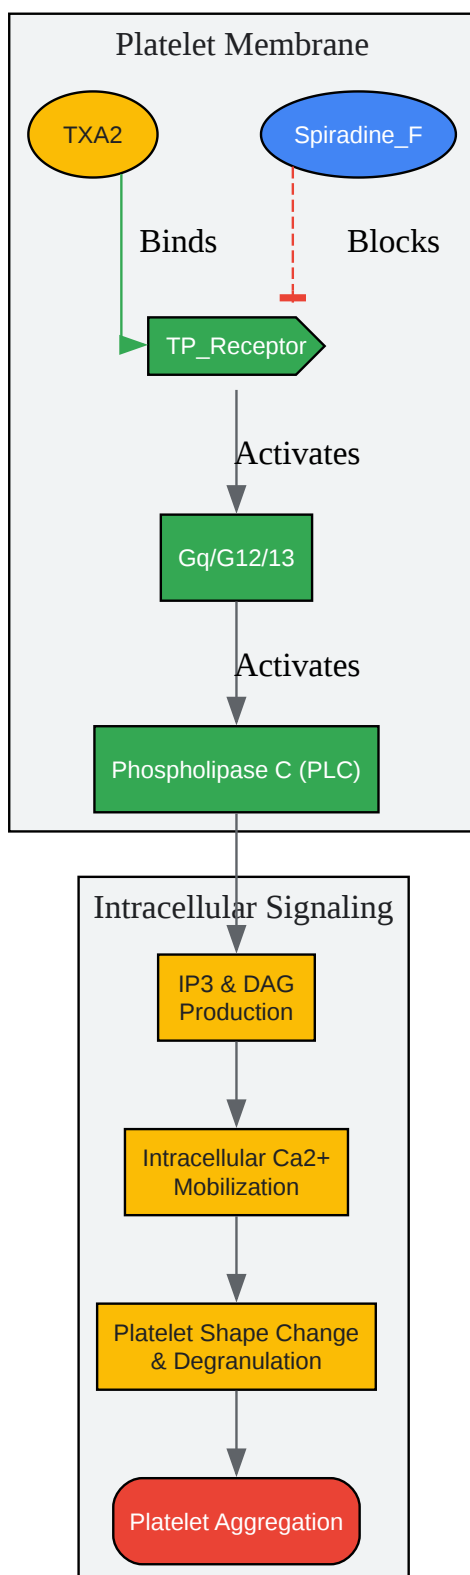 Platelet Membrane
TXA2
Spiradine_F
Binds
Blocks
TP_Receptor
Activates
Gq/G12/13
Activates
Phospholipase C (PLC)
Intracellular Signaling
IP3 & DAG
Production
Intracellular Ca2+
Mobilization
Platelet Shape Change
& Degranulation
Platelet Aggregation